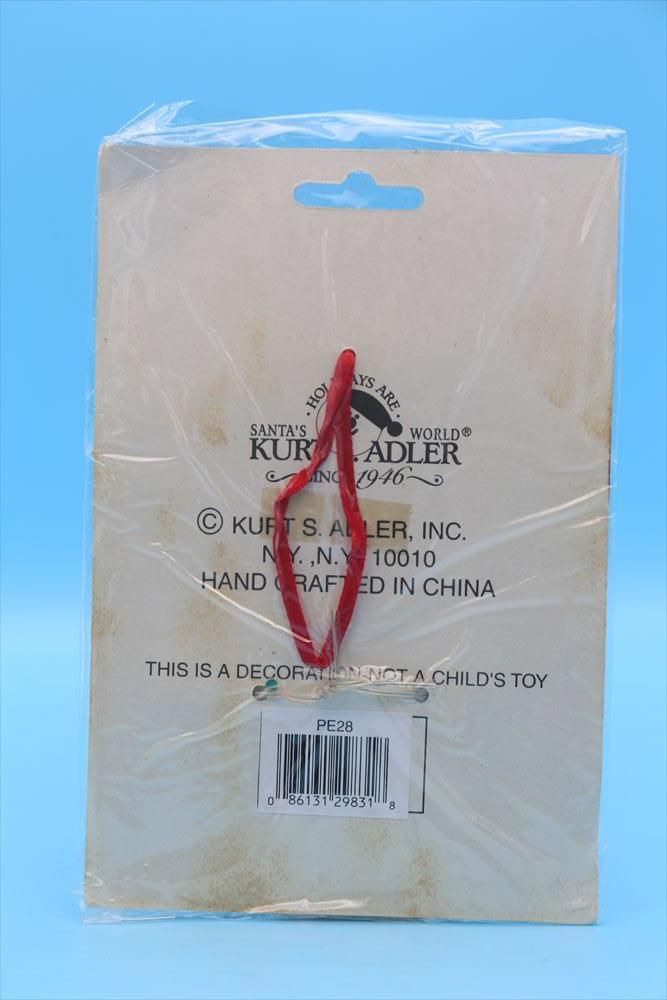 HOLIDAYS ARE
SANTA'S WORLD®
KURT S. ADLER
SINCE 1946
© KURT S. ADLER, INC.
N.Y. ,N.Y. 10010
HAND CRAFTED IN CHINA
THIS IS A DECORATION NOT A CHILD'S TOY
PE28
0 86131 29831 8